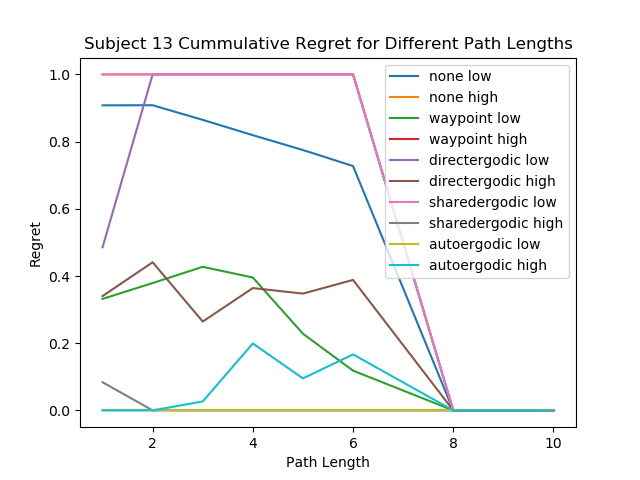 Subject 13 Cummulative Regret for Different Path Lengths
1.0
0.8
0.6
0.4
0.2
0.0
Regret
none low
none high
waypoint low
waypoint high
directergodic low
directergodic high
sharedergodic low
sharedergodic high
autoergodic low
autoergodic high
2
4
6
8
10
Path Length